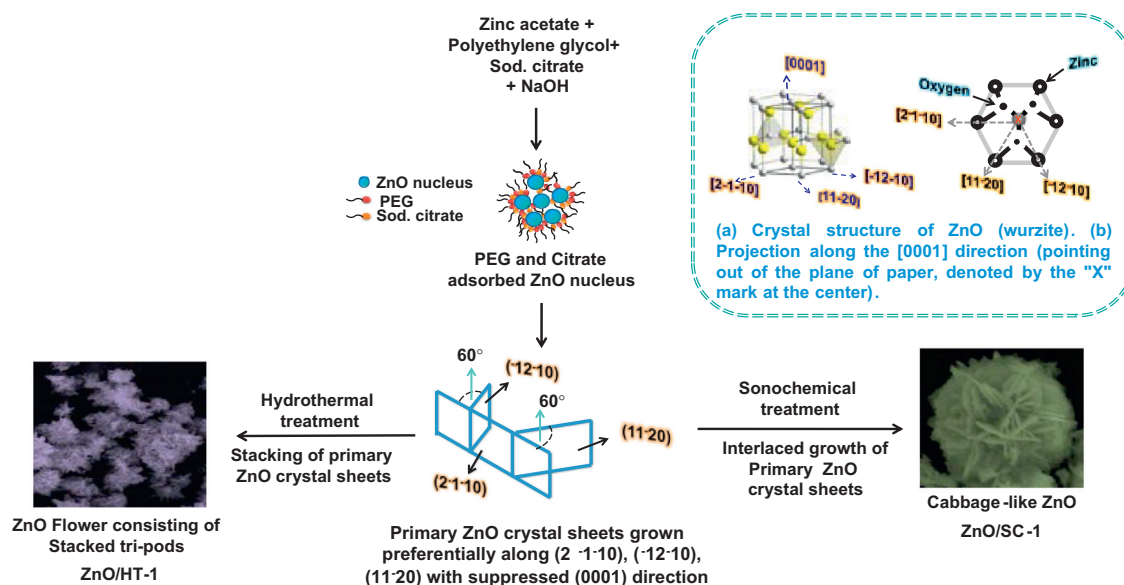 Zinc acetate +
Polyethylene glycol+
Sod. citrate
+ NaOH
ZnO nucleus
PEG
Sod. citrate
PEG and Citrate
adsorbed ZnO nucleus
[0001]
[2-1-10]
[11-20]
[-12-10]
Zinc
Oxygen
X
[2-1-10]
[11-20]
[-12-10]
(a) Crystal structure of ZnO (wurzite). (b)
Projection along the [0001] direction (pointing
out of the plane of paper, denoted by the "X"
mark at the center).
ZnO Flower consisting of
Stacked tri-pods
ZnO/HT-1
Hydrothermal
treatment
Stacking of primary
ZnO crystal sheets
60°
(-12-10)
60°
(11-20)
(2-1-10)
Primary ZnO crystal sheets grown
preferentially along (2 -1-10), (-12-10),
(11-20) with suppressed (0001) direction
Sonochemical
treatment
Interlaced growth of
Primary ZnO
crystal sheets
Cabbage-like ZnO
ZnO/SC-1